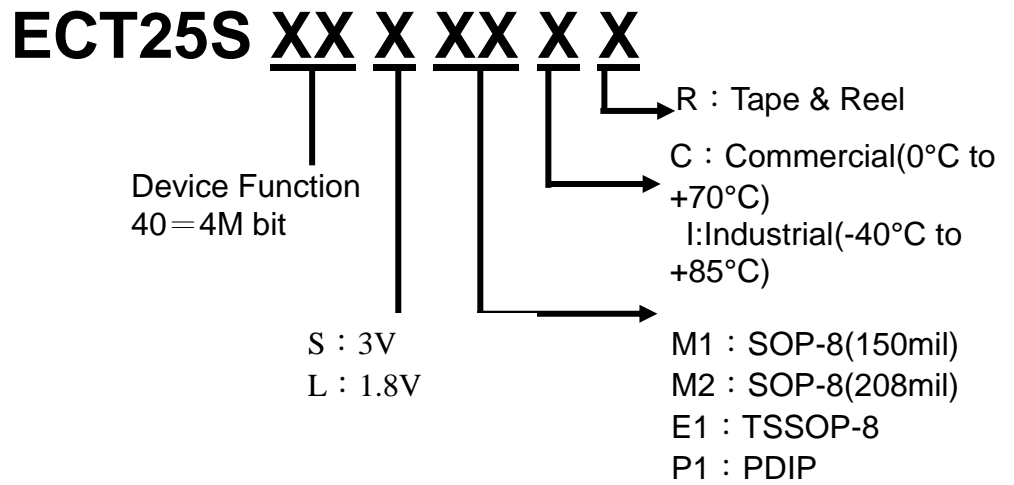 ECT25S XX X XX X X
R：Tape & Reel
C：Commercial(0°C to
+70°C)
I:Industrial(-40°C to
+85°C)
Device Function
40＝4M bit
S：3V
L：1.8V
M1：SOP-8(150mil)
M2：SOP-8(208mil)
E1：TSSOP-8
P1：PDIP